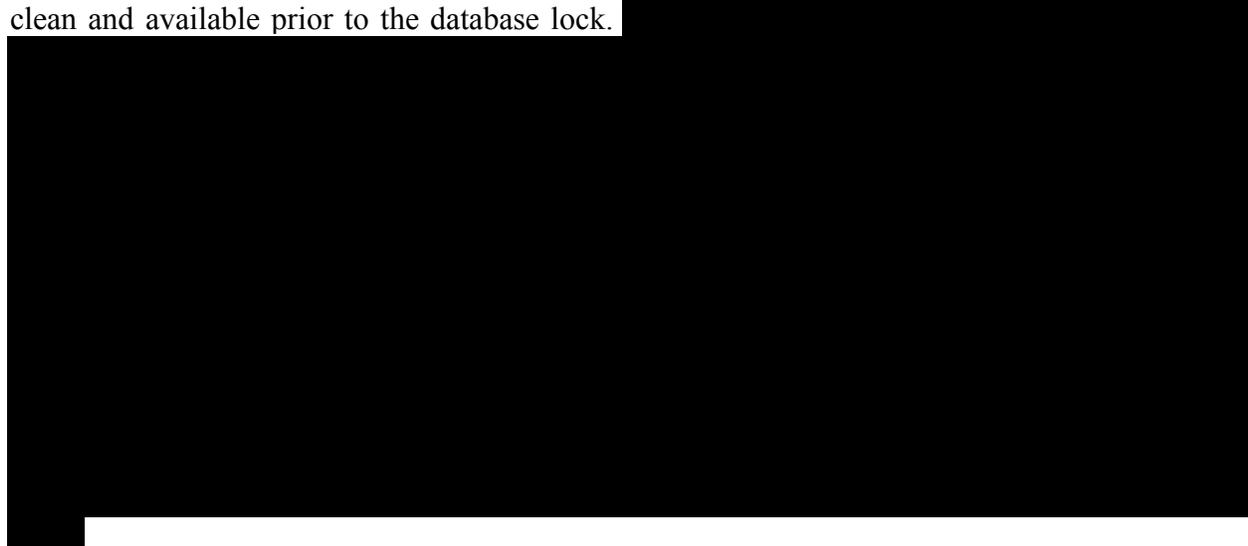 clean and available prior to the database lock.